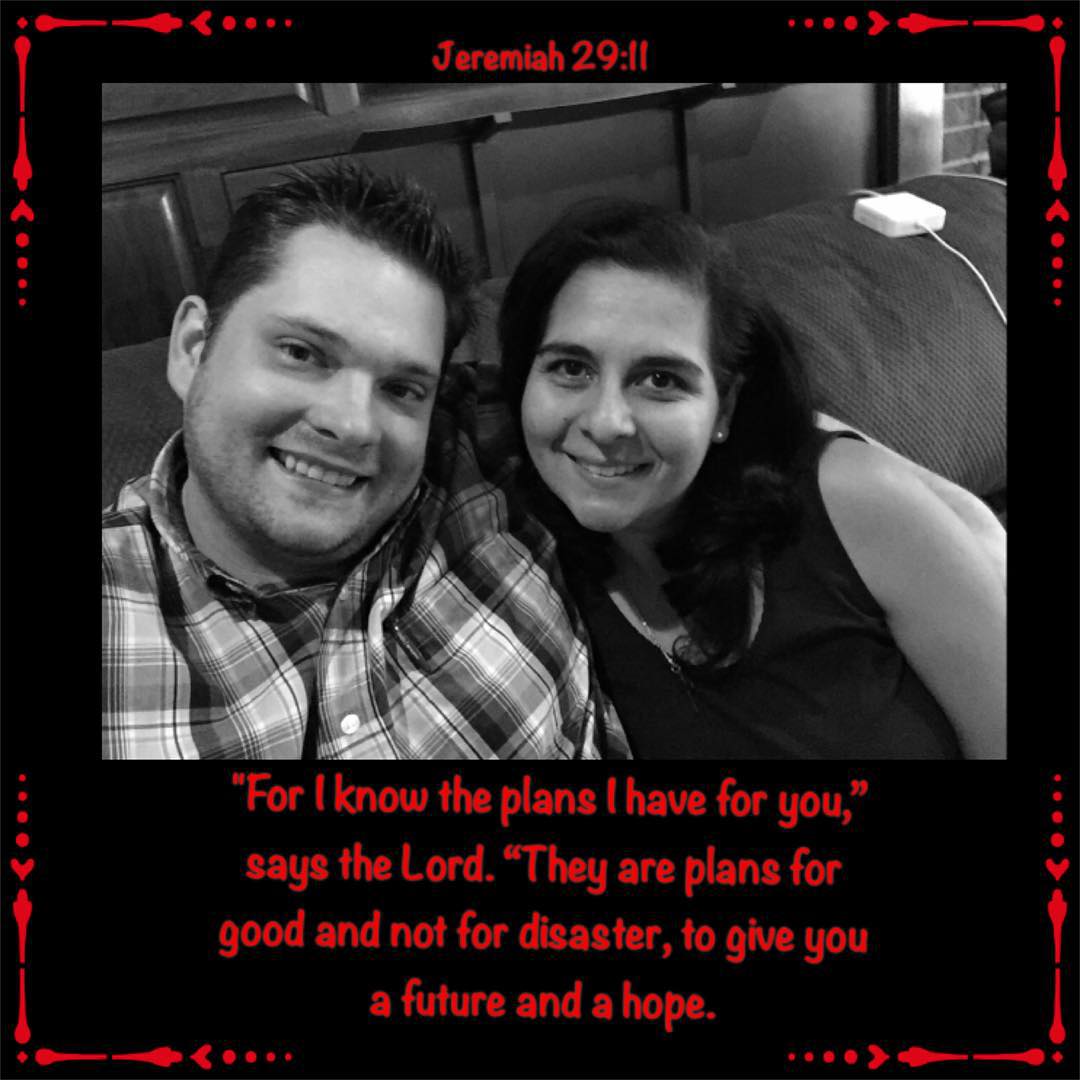 Jeremiah 29:11
"For I know the plans I have for you,”
says the Lord. “They are plans for
good and not for disaster, to give you
a future and a hope.